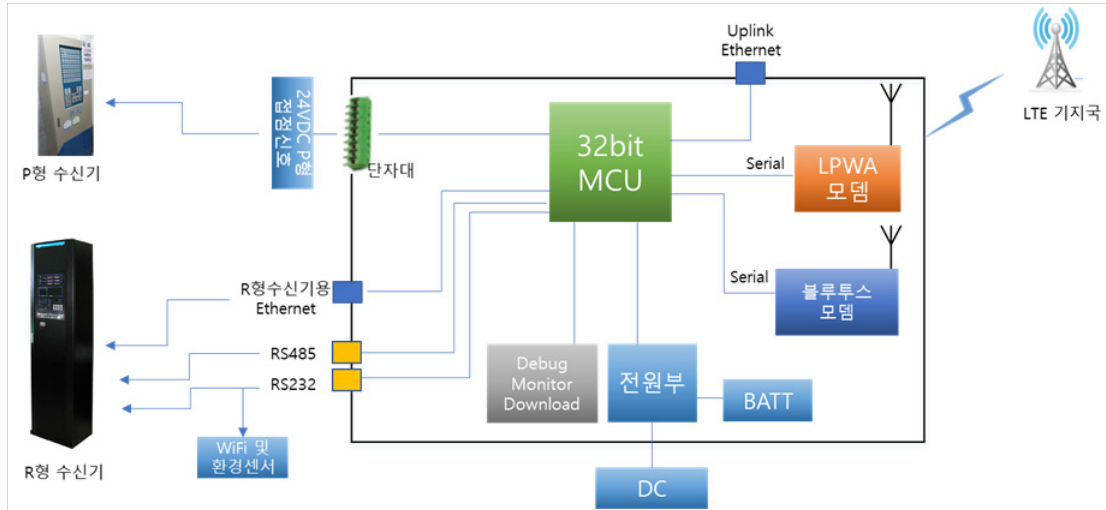 Uplink
Ethernet
LTE 기지국
24VDC P형
접점신호
P형 수신기
단자대
32bit
MCU
Serial
LPWA
모뎀
R형수신기용
Ethernet
Serial
블루투스
모뎀
RS485
RS232
Debug
Monitor
Download
전원부
BATT
WiFi 및
환경센서
R형 수신기
DC